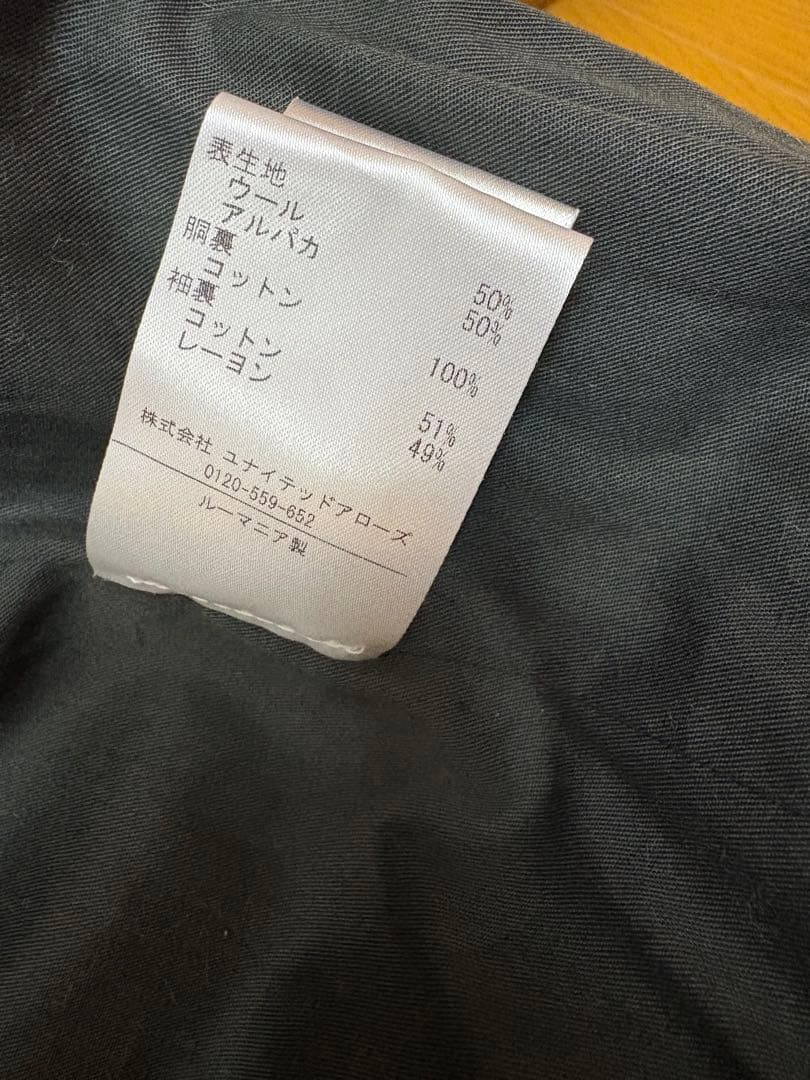 表生地
ウール 50%
アルパカ 50%
胴裏
コットン 100%
袖裏
コットン 51%
レーヨン 49%
株式会社 ユナイテッドアローズ
0120-559-652
ルーマニア製